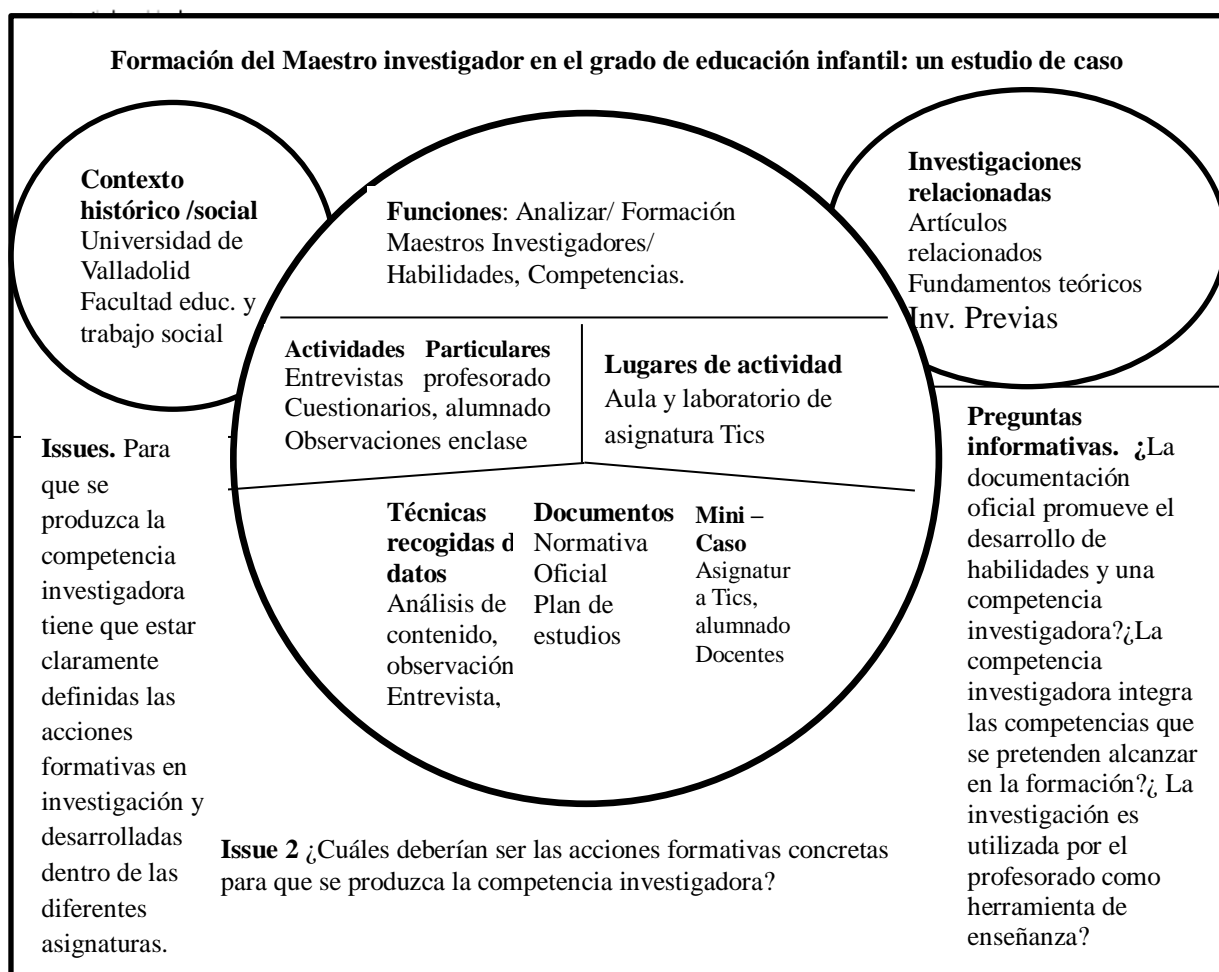 Formación del Maestro investigador en el grado de educación infantil: un estudio de caso
Contexto
histórico /social
Universidad de
Valladolid
Facultad educ. y
trabajo social
Funciones: Analizar/ Formación
Maestros Investigadores/
Habilidades, Competencias.
Investigaciones
relacionadas
Artículos
relacionados
Fundamentos teóricos
Inv. Previas
Actividades Particulares
Entrevistas profesorado
Cuestionarios, alumnado
Observaciones enclase
Lugares de actividad
Aula y laboratorio de
asignatura Tics
Issues. Para
que se
produzca la
competencia
investigadora
tiene que estar
claramente
definidas las
acciones
formativas en
investigación y
desarrolladas
dentro de las
diferentes
asignaturas.
Técnicas
recogidas d
datos
Análisis de
contenido,
observación
Entrevista,
Documentos
Normativa
Oficial
Plan de
estudios
Mini –
Caso
Asignatur
a Tics,
alumnado
Docentes
Preguntas
informativas. ¿La
documentación
oficial promueve el
desarrollo de
habilidades y una
competencia
investigadora?¿La
competencia
investigadora integra
las competencias que
se pretenden alcanzar
en la formación?¿ La
investigación es
utilizada por el
profesorado como
herramienta de
enseñanza?
Issue 2 ¿Cuáles deberían ser las acciones formativas concretas
para que se produzca la competencia investigadora?